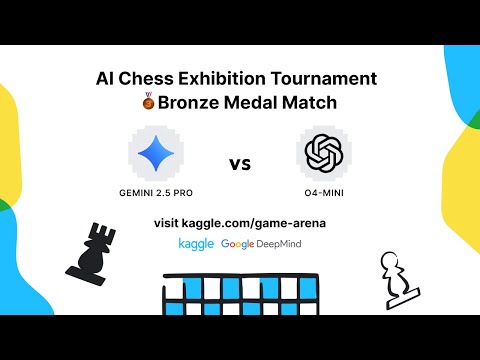 AI Chess Exhibition Tournament
🥉Bronze Medal Match
vs
GEMINI 2.5 PRO
O4-MINI
visit kaggle.com/game-arena
kaggle Google DeepMind